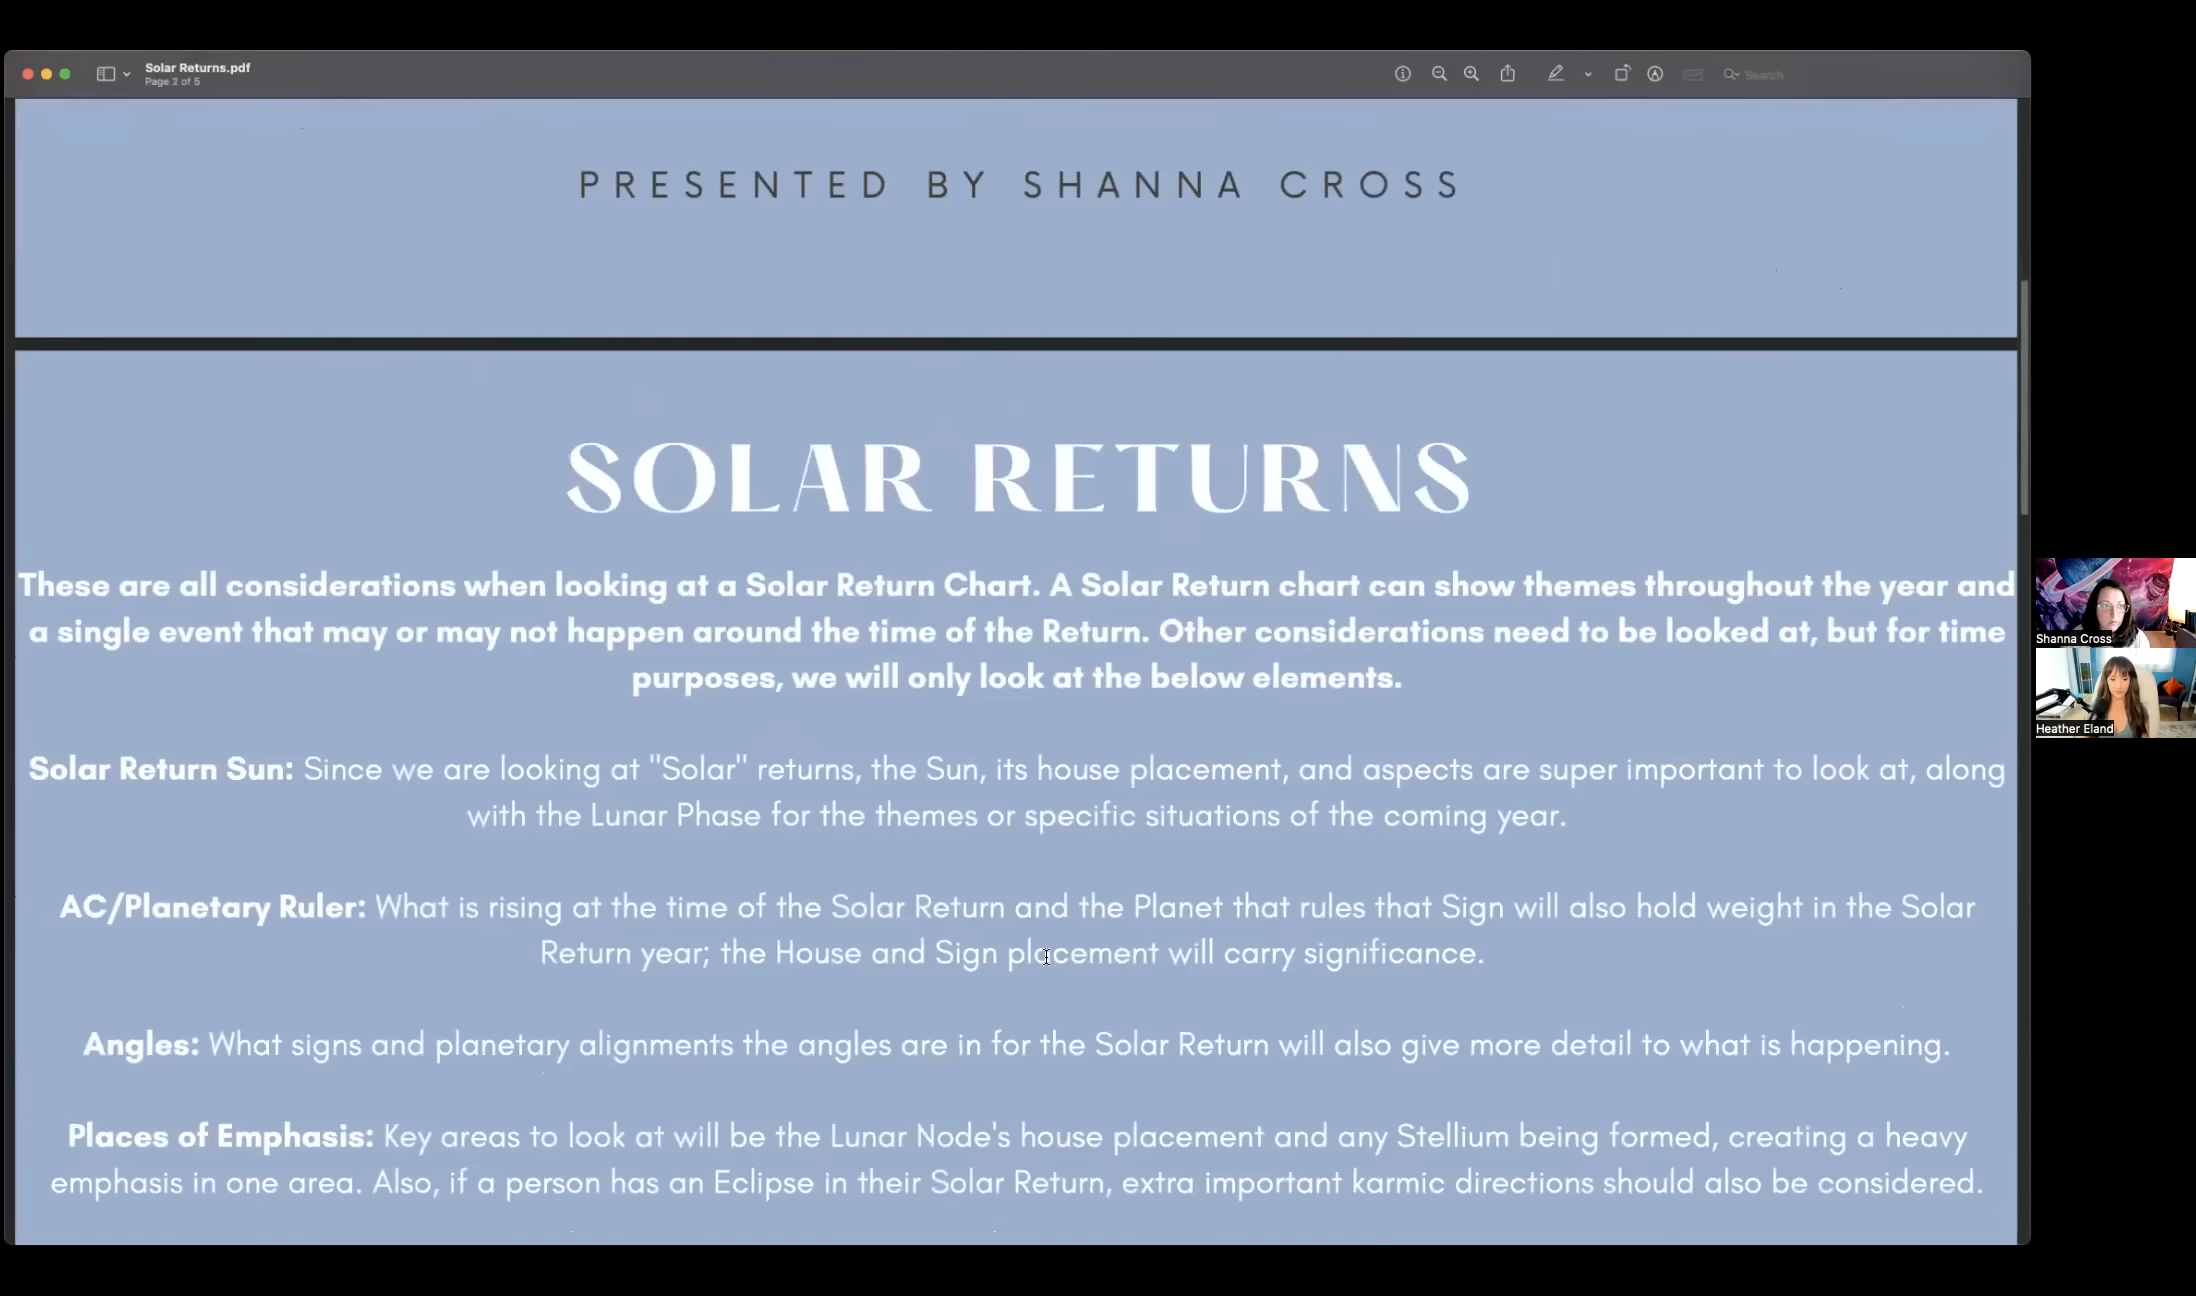 Solar Returns.pdf
Page 2 of 5
Search
PRESENTED BY SHANNA CROSS
SOLAR RETURNS
These are all considerations when looking at a Solar Return Chart. A Solar Return chart can show themes throughout the year and
a single event that may or may not happen around the time of the Return. Other considerations need to be looked at, but for time
purposes, we will only look at the below elements.
Solar Return Sun: Since we are looking at "Solar" returns, the Sun, its house placement, and aspects are super important to look at, along
with the Lunar Phase for the themes or specific situations of the coming year.
AC/Planetary Ruler: What is rising at the time of the Solar Return and the Planet that rules that Sign will also hold weight in the Solar
Return year; the House and Sign placement will carry significance.
Angles: What signs and planetary alignments the angles are in for the Solar Return will also give more detail to what is happening.
Places of Emphasis: Key areas to look at will be the Lunar Node's house placement and any Stellium being formed, creating a heavy
emphasis in one area. Also, if a person has an Eclipse in their Solar Return, extra important karmic directions should also be considered.
Shanna Cross
Heather Eland